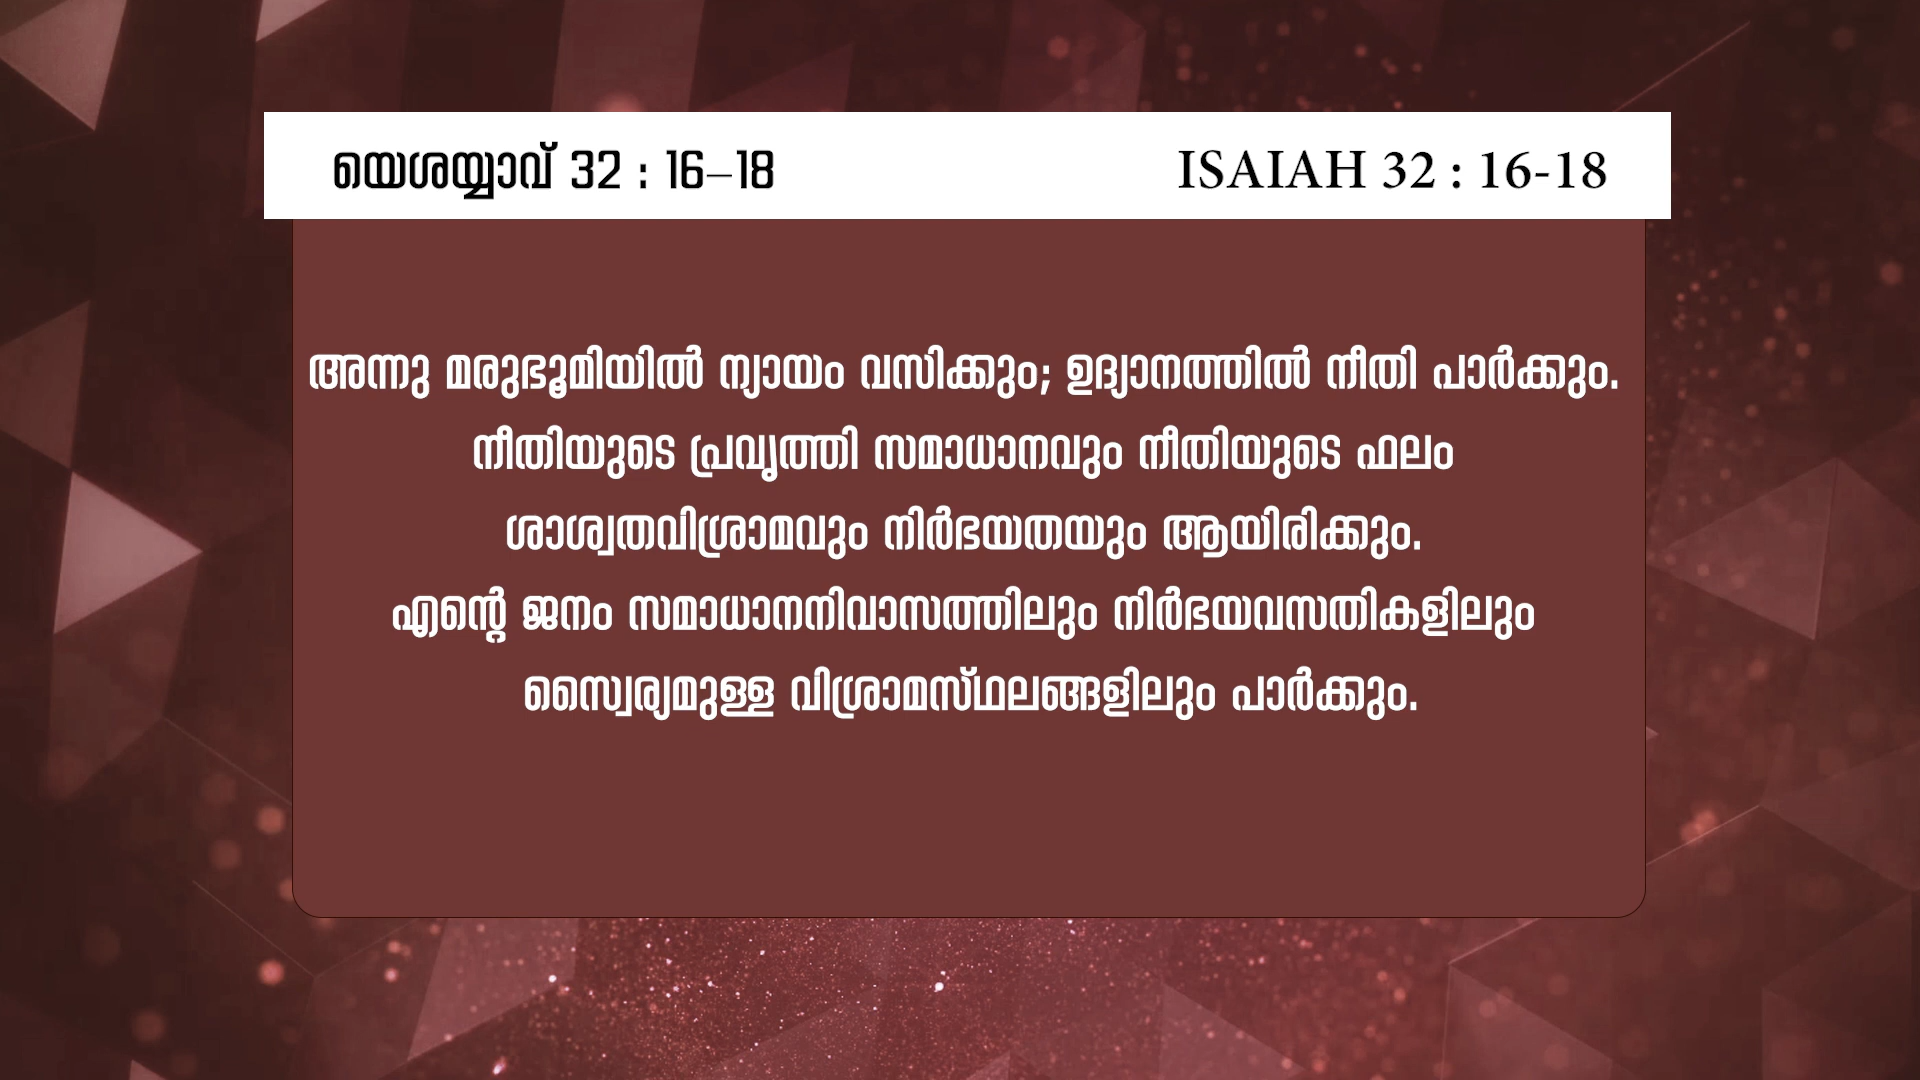 യെശയ്യാവ് 32 : 16–18
ISAIAH 32 : 16-18
അന്നു മരുഭൂമിയിൽ ന്യായം വസിക്കും; ഉദ്യാനത്തിൽ നീതി പാർക്കും.
നീതിയുടെ പ്രവൃത്തി സമാധാനവും നീതിയുടെ ഫലം
ശാശ്വതവിശ്രാമവും നിർഭയതയും ആയിരിക്കും.
എന്റെ ജനം സമാധാനനിവാസത്തിലും നിർഭയവസതികളിലും
സ്വൈര്യമുള്ള വിശ്രാമസ്ഥലങ്ങളിലും പാർക്കും.